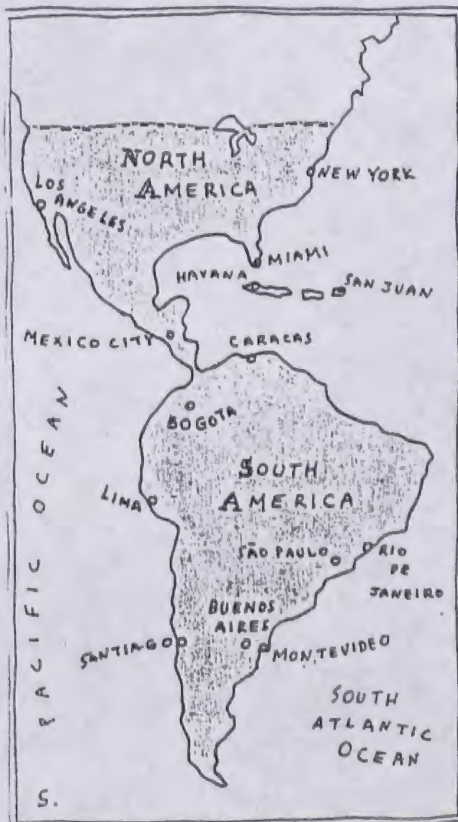 NORTH
AMERICA
LOS
ANGELES
NEW YORK
MIAMI
HAVANA
SAN JUAN
MEXICO CITY
CARACAS
BOGOTA
PACIFIC OCEAN
SOUTH
AMERICA
LIMA
SÃO PAULO
RIO
DE
JANEIRO
BUENOS
AIRES
SANTIAGO
MONTEVIDEO
SOUTH
ATLANTIC
OCEAN
S.